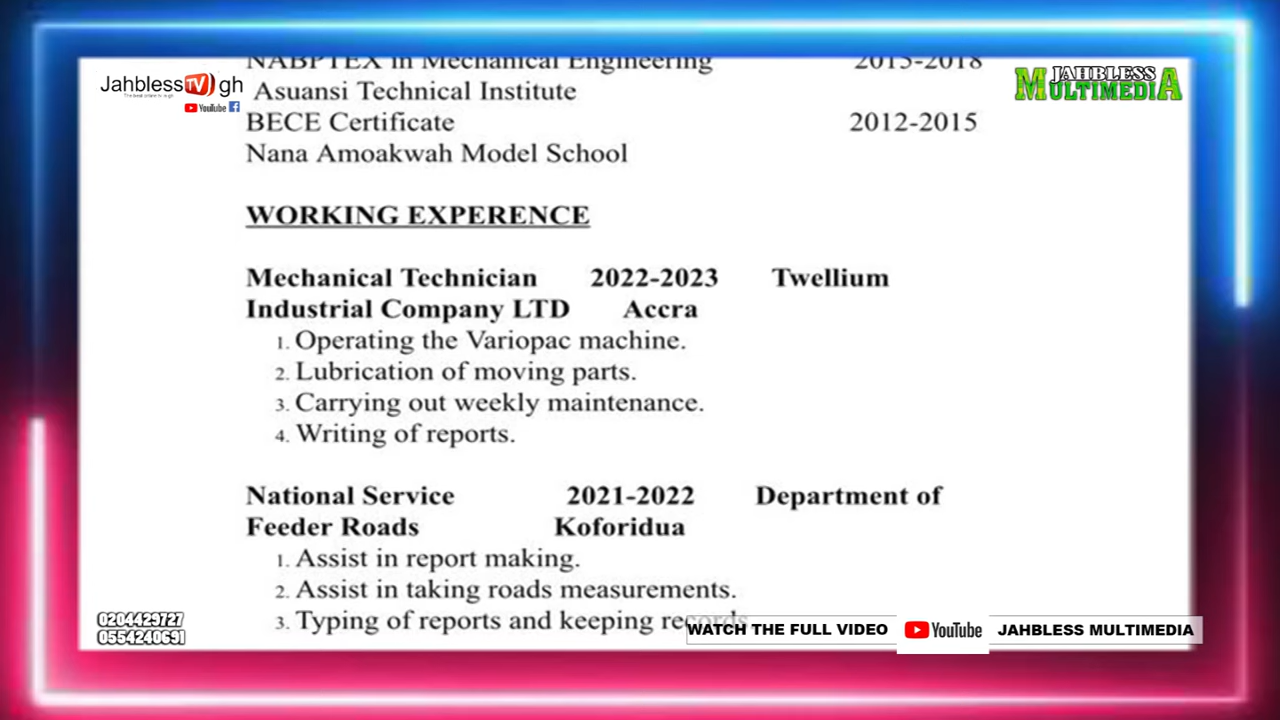 JahblessTV gh
YouTube
JAHBLESS
MULTIMEDIA
NABPTEX in Mechanical Engineering 2015-2018
Asuansi Technical Institute
BECE Certificate 2012-2015
Nana Amoakwah Model School
WORKING EXPERENCE
Mechanical Technician 2022-2023 Twellium
Industrial Company LTD Accra
1. Operating the Variopac machine.
2. Lubrication of moving parts.
3. Carrying out weekly maintenance.
4. Writing of reports.
National Service 2021-2022 Department of
Feeder Roads Koforidua
1. Assist in report making.
2. Assist in taking roads measurements.
3. Typing of reports and keeping records
0204429727
0554240691
WATCH THE FULL VIDEO YouTube JAHBLESS MULTIMEDIA